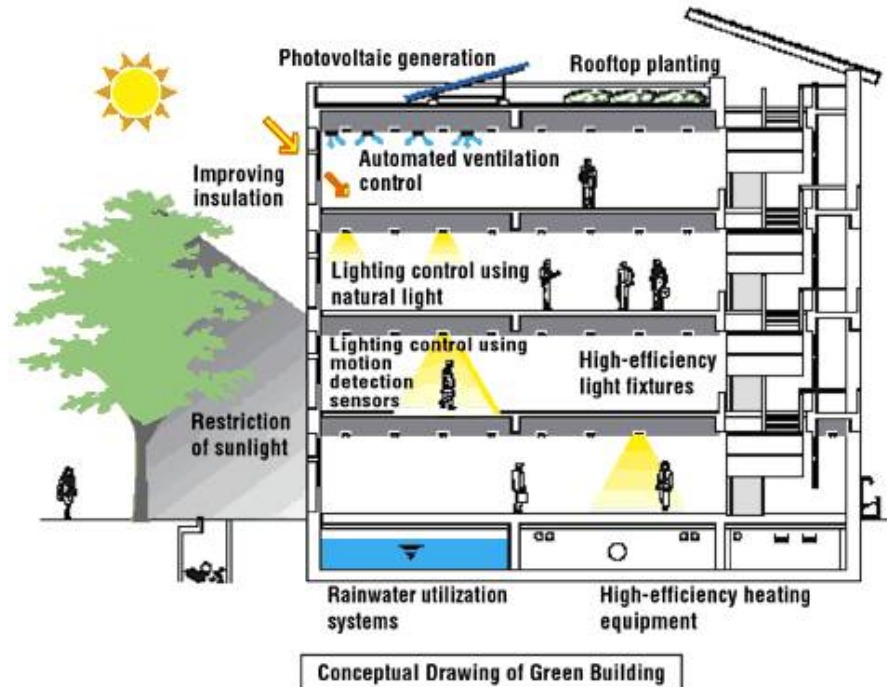 Photovoltaic generation
Rooftop planting
Improving
insulation
Automated ventilation
control
Lighting control using
natural light
Lighting control using
motion
detection
sensors
High-efficiency
light fixtures
Restriction
of sunlight
Rainwater utilization
systems
High-efficiency heating
equipment
Conceptual Drawing of Green Building